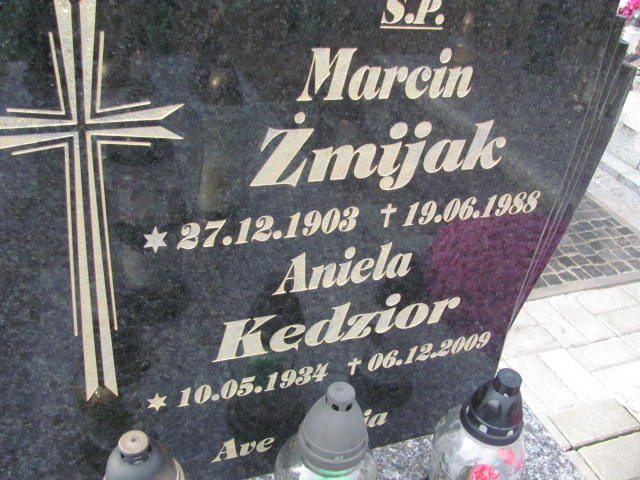 Ś.P.
Marcin
Żmijak
* 27.12.1903 † 19.06.1988
Aniela
Kedzior
* 10.05.1934 † 06.12.2009
Ave